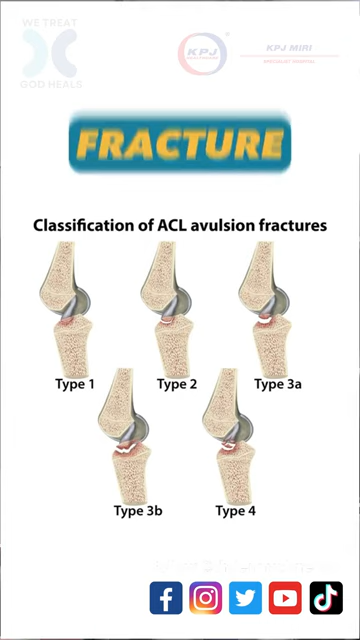 WE TREAT
GOD HEALS
KPJ
HEALTHCARE
KPJ MIRI
SPECIALIST HOSPITAL
FRACTURE
Classification of ACL avulsion fractures
Type 1
Type 2
Type 3a
Type 3b
Type 4